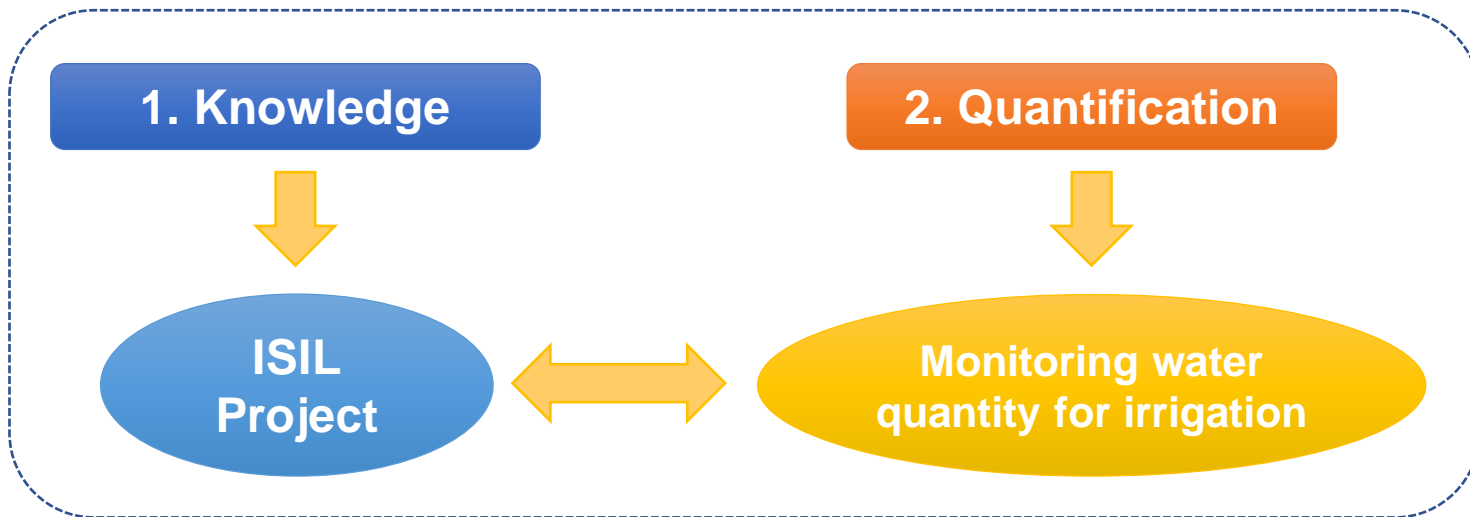 1. Knowledge
2. Quantification
ISIL
Project
Monitoring water
quantity for irrigation